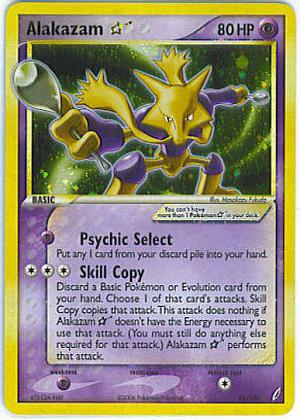 Alakazam ☆ 80 HP
Illus. Masakazu Fukuda
BASIC
You can't have
more than 1 Pokémon ☆ in your deck.
Psychic Select
Put any 1 card from your discard pile into your hand.
Skill Copy
Discard a Basic Pokémon or Evolution card from
your hand. Choose 1 of that card's attacks. Skill
Copy copies that attack. This attack does nothing if
Alakazam ☆ doesn't have the Energy necessary to
use that attack. (You must still do anything else
required for that attack.) Alakazam ☆ performs
that attack.
weakness resistance retreat cost